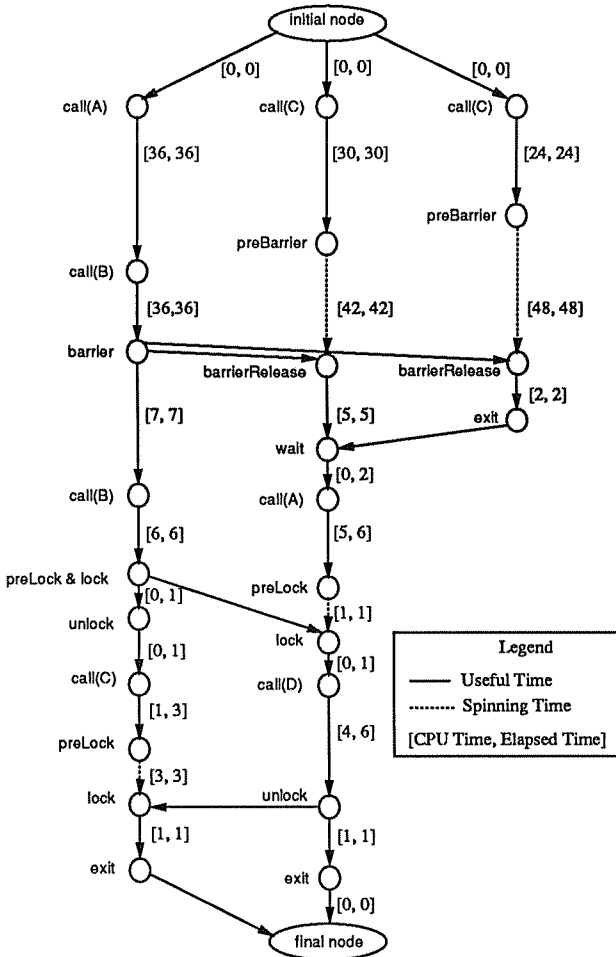 initial node
[0, 0]
[0, 0]
[0, 0]
call(A)
call(C)
call(C)
[36, 36]
[30, 30]
[24, 24]
preBarrier
preBarrier
call(B)
[36,36]
[42, 42]
[48, 48]
barrier
barrierRelease
barrierRelease
[2, 2]
[7, 7]
[5, 5]
exit
wait
[0, 2]
call(B)
call(A)
[6, 6]
[5, 6]
preLock & lock
preLock
[0, 1]
[1, 1]
unlock
lock
[0, 1]
[0, 1]
call(C)
call(D)
[1, 3]
[4, 6]
preLock
[3, 3]
lock
unlock
[1, 1]
[1, 1]
exit
exit
[0, 0]
final node
Legend
Useful Time
Spinning Time
[CPU Time, Elapsed Time]